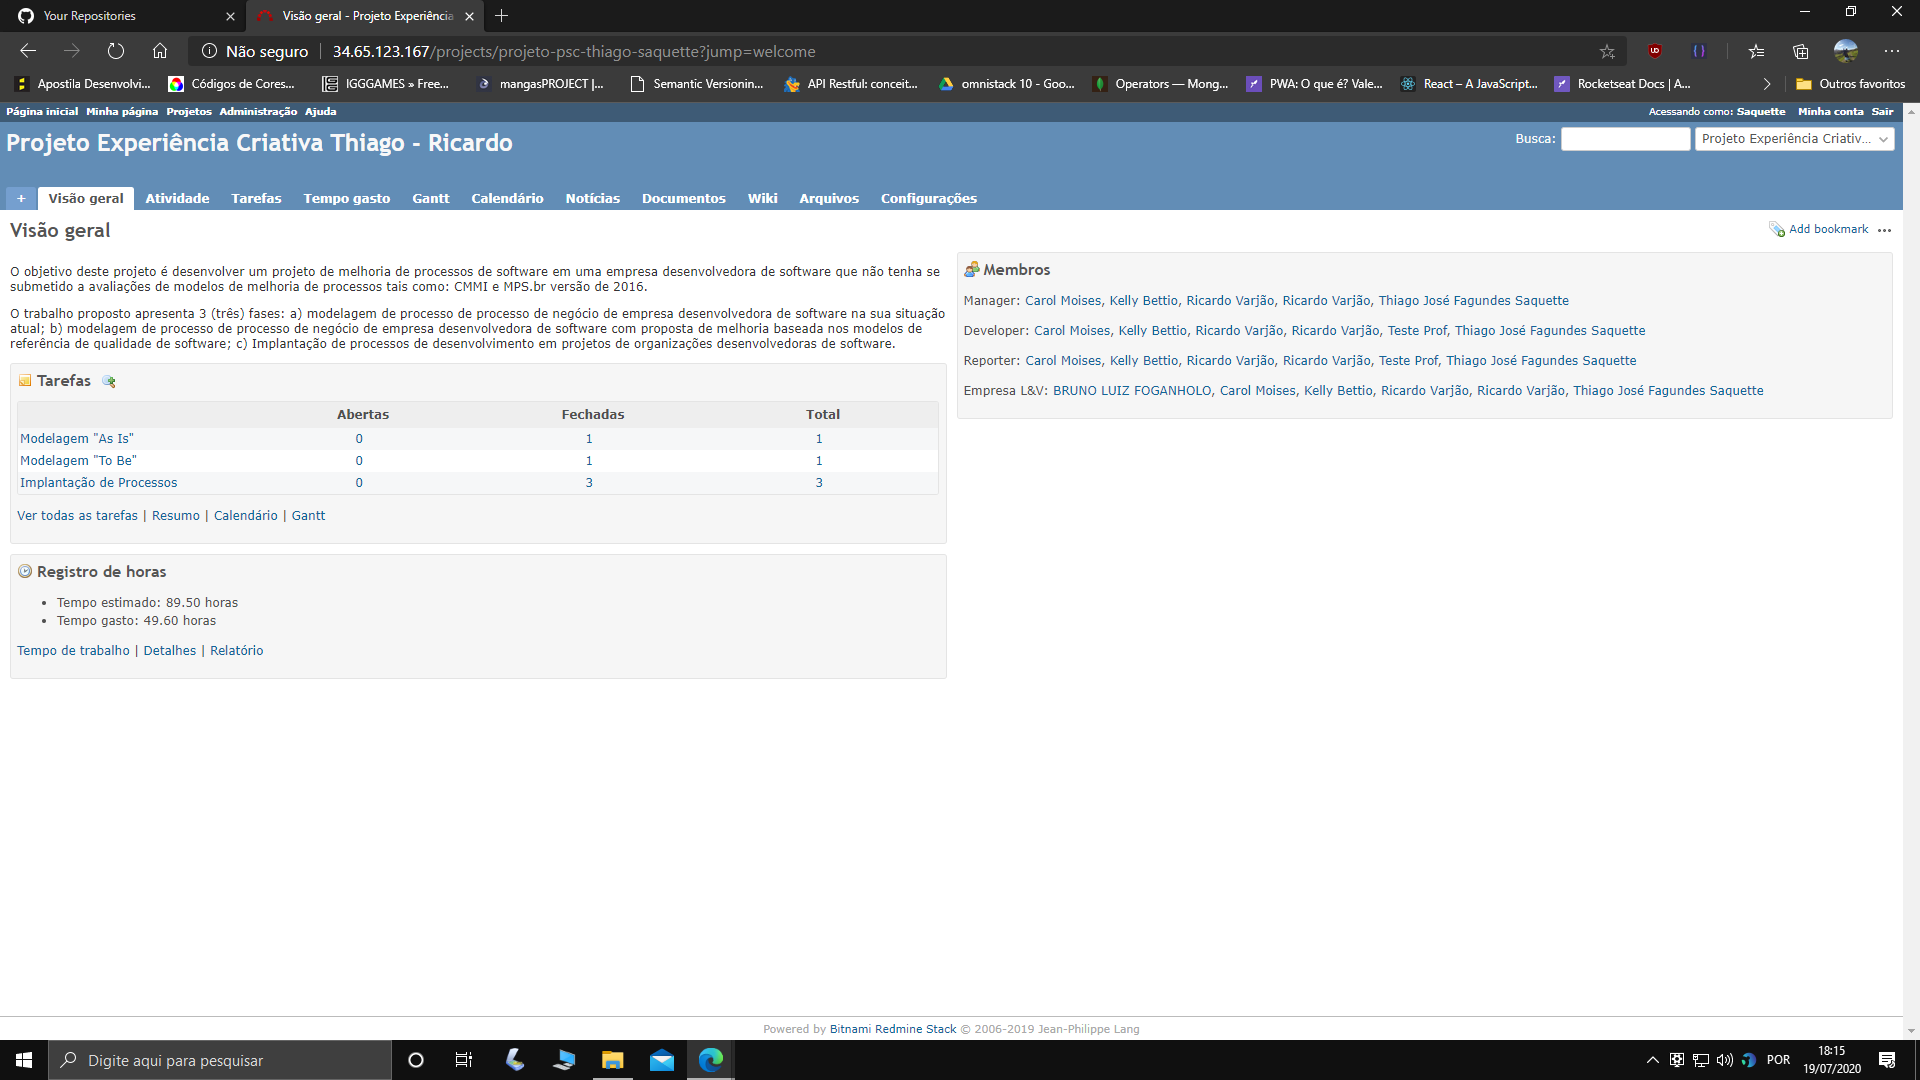 Your Repositories
Visão geral - Projeto Experiência
Não seguro
34.65.123.167/projects/projeto-psc-thiago-saquette?jump=welcome
Apostila Desenvolvi...
Códigos de Cores...
IGGGAMES » Free...
mangasPROJECT |...
Semantic Versionin...
API Restful: conceit...
omnistack 10 - Goo...
Operators — Mong...
PWA: O que é? Vale...
React – A JavaScript...
Rocketseat Docs | A...
Outros favoritos
Página inicial Minha página Projetos Administração Ajuda
Acessando como: Saquette Minha conta Sair
Projeto Experiência Criativa Thiago - Ricardo
Busca:
Projeto Experiência Criativ...
+ Visão geral Atividade Tarefas Tempo gasto Gantt Calendário Notícias Documentos Wiki Arquivos Configurações
Visão geral
Add bookmark
O objetivo deste projeto é desenvolver um projeto de melhoria de processos de software em uma empresa desenvolvedora de software que não tenha se
submetido a avaliações de modelos de melhoria de processos tais como: CMMI e MPS.br versão de 2016.
O trabalho proposto apresenta 3 (três) fases: a) modelagem de processo de processo de negócio de empresa desenvolvedora de software na sua situação
atual; b) modelagem de processo de processo de negócio de empresa desenvolvedora de software com proposta de melhoria baseada nos modelos de
referência de qualidade de software; c) Implantação de processos de desenvolvimento em projetos de organizações desenvolvedoras de software.
Tarefas
Abertas Fechadas Total
Modelagem "As Is" 0 1 1
Modelagem "To Be" 0 1 1
Implantação de Processos 0 3 3
Ver todas as tarefas | Resumo | Calendário | Gantt
Registro de horas
• Tempo estimado: 89.50 horas
• Tempo gasto: 49.60 horas
Tempo de trabalho | Detalhes | Relatório
Membros
Manager: Carol Moises, Kelly Bettio, Ricardo Varjão, Ricardo Varjão, Thiago José Fagundes Saquette
Developer: Carol Moises, Kelly Bettio, Ricardo Varjão, Ricardo Varjão, Teste Prof, Thiago José Fagundes Saquette
Reporter: Carol Moises, Kelly Bettio, Ricardo Varjão, Ricardo Varjão, Teste Prof, Thiago José Fagundes Saquette
Empresa L&V: BRUNO LUIZ FOGANHOLO, Carol Moises, Kelly Bettio, Ricardo Varjão, Ricardo Varjão, Thiago José Fagundes Saquette
Powered by Bitnami Redmine Stack © 2006-2019 Jean-Philippe Lang
Digite aqui para pesquisar
POR
18:15
19/07/2020